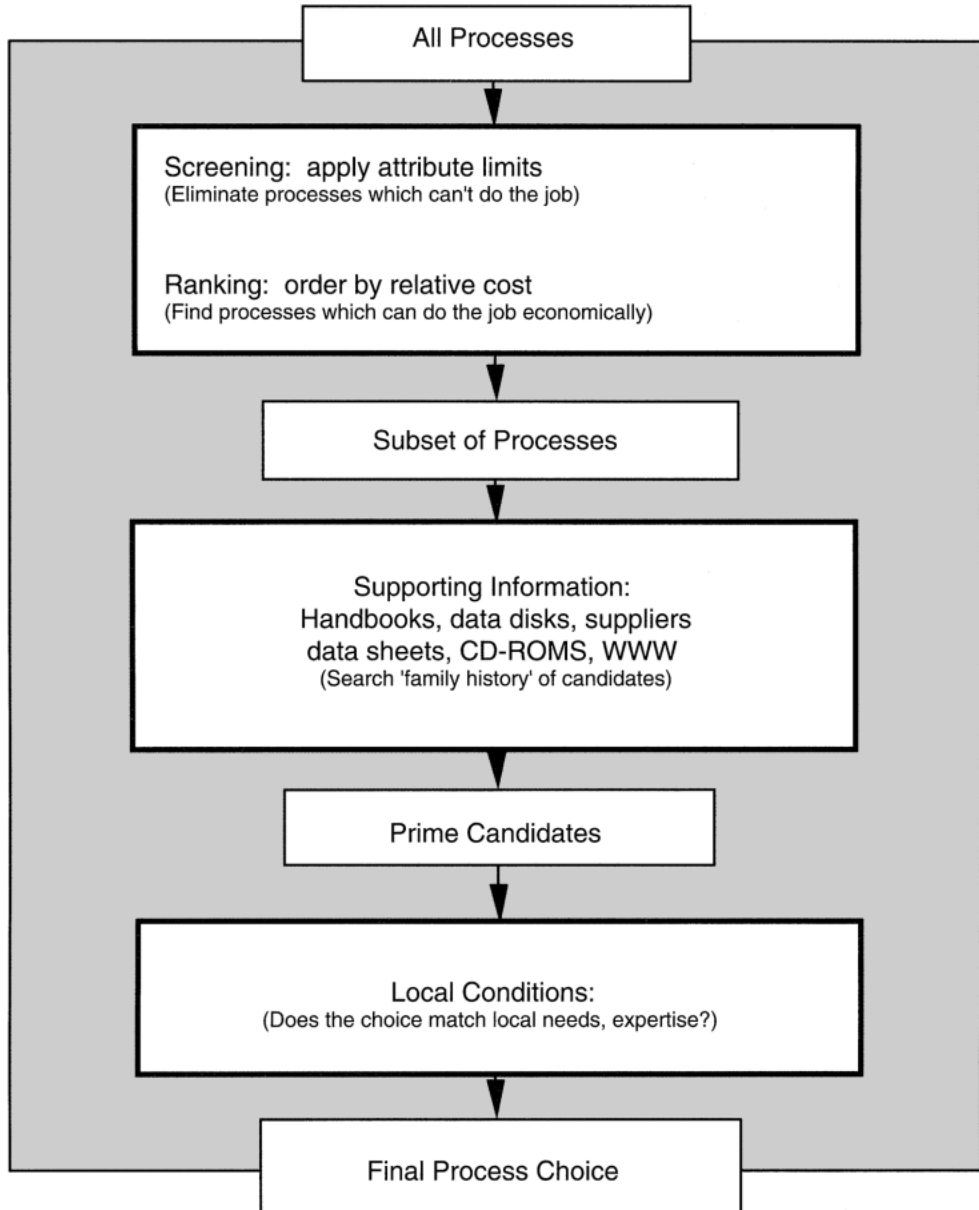 All Processes
Screening:  apply attribute limits
(Eliminate processes which can't do the job)
Ranking:  order by relative cost
(Find processes which can do the job economically)
Subset of Processes
Supporting Information:
Handbooks, data disks, suppliers
data sheets, CD-ROMS, WWW
(Search 'family history' of candidates)
Prime Candidates
Local Conditions:
(Does the choice match local needs, expertise?)
Final Process Choice